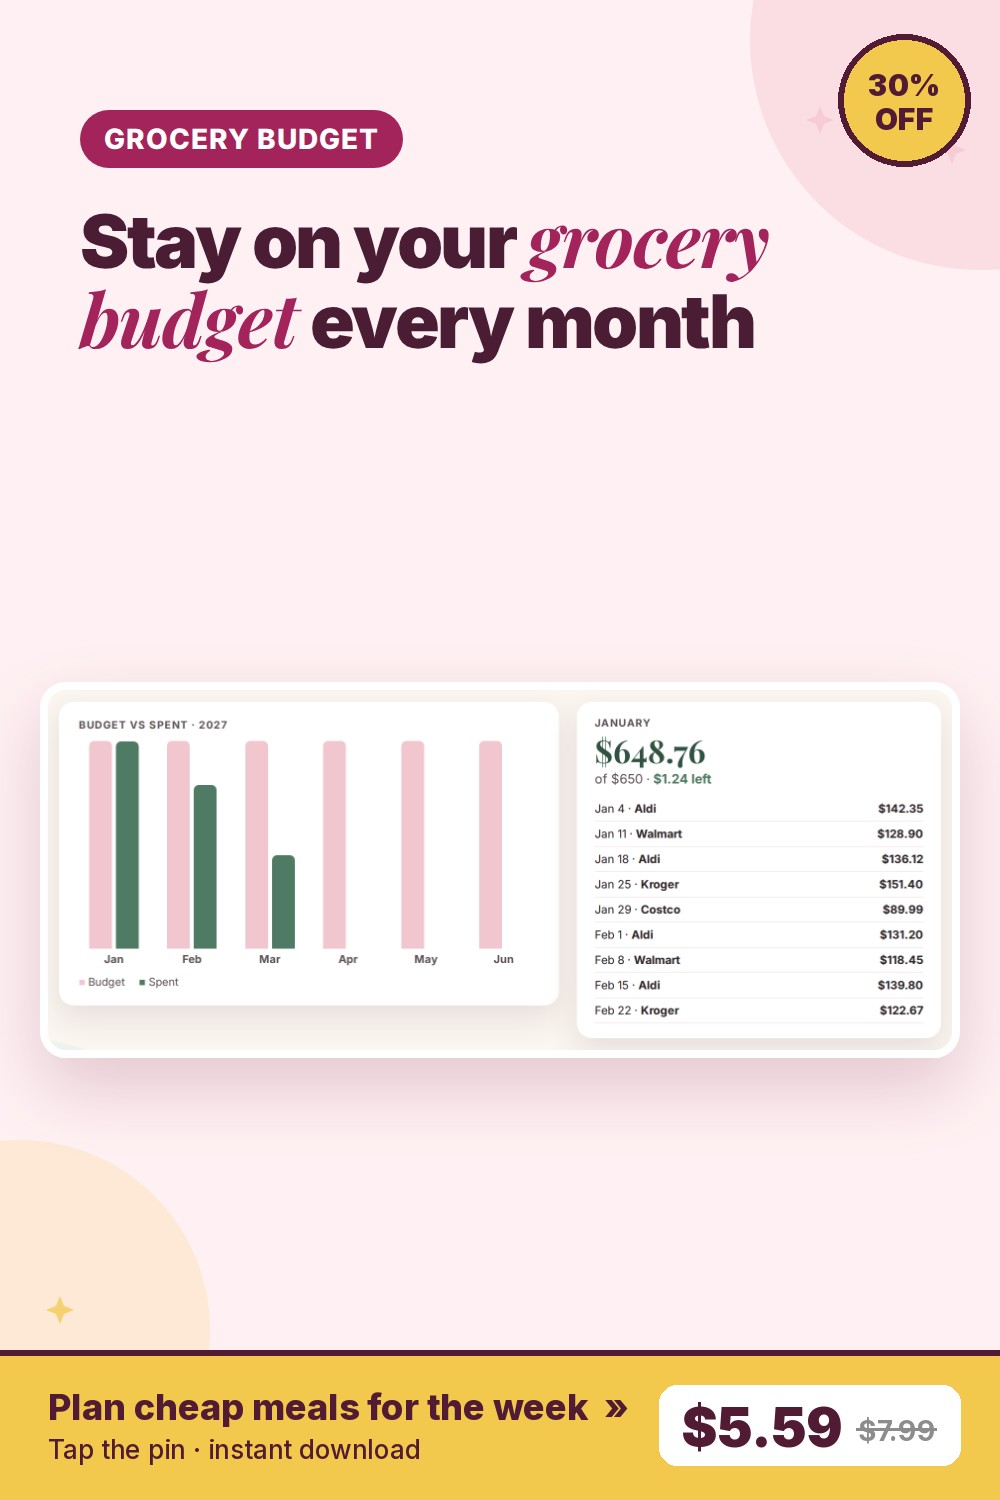 30%
OFF
GROCERY BUDGET
Stay on your grocery
budget every month
BUDGET VS SPENT · 2027
Jan Feb Mar Apr May Jun
Budget Spent
JANUARY
$648.76
of $650 · $1.24 left
Jan 4 · Aldi $142.35
Jan 11 · Walmart $128.90
Jan 18 · Aldi $136.12
Jan 25 · Kroger $151.40
Jan 29 · Costco $89.99
Feb 1 · Aldi $131.20
Feb 8 · Walmart $118.45
Feb 15 · Aldi $139.80
Feb 22 · Kroger $122.67
Plan cheap meals for the week »
Tap the pin · instant download
$5.59 $7.99